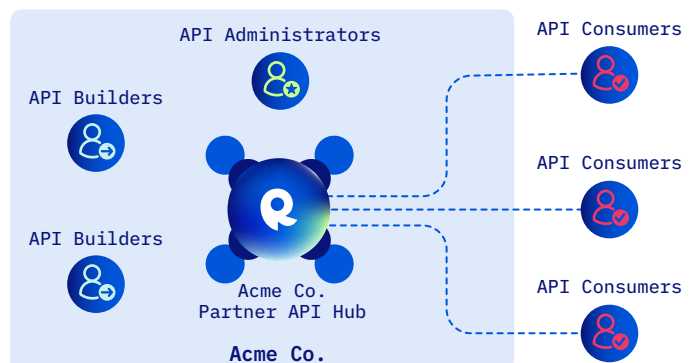 API Administrators
API Consumers
API Builders
API Consumers
API Builders
Acme Co.
Partner API Hub
API Consumers
Acme Co.